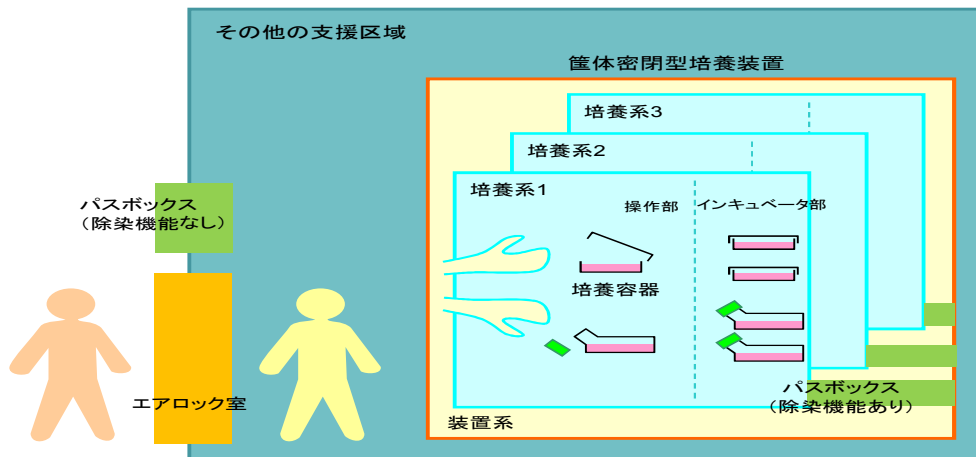 その他の支援区域
筐体密閉型培養装置
培養系3
培養系2
培養系1
パスボックス
（除染機能なし）
操作部
インキュベータ部
培養容器
パスボックス
（除染機能あり）
エアロック室
装置系